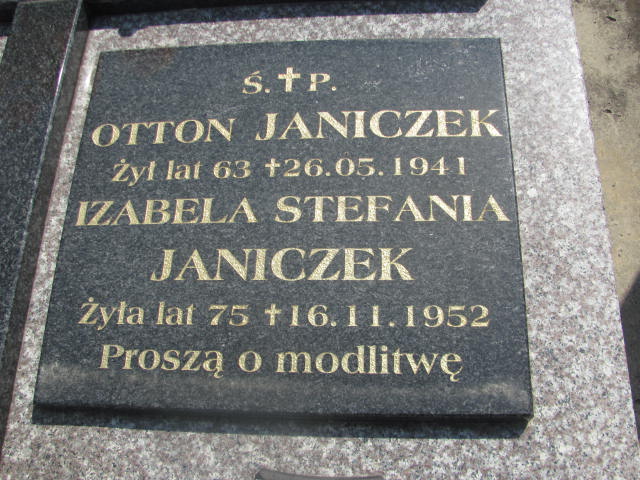 Ś.✝P.
OTTON JANICZEK
Żył lat 63 ✝26.05.1941
IZABELA STEFANIA
JANICZEK
Żyła lat 75 ✝16.11.1952
Proszą o modlitwę